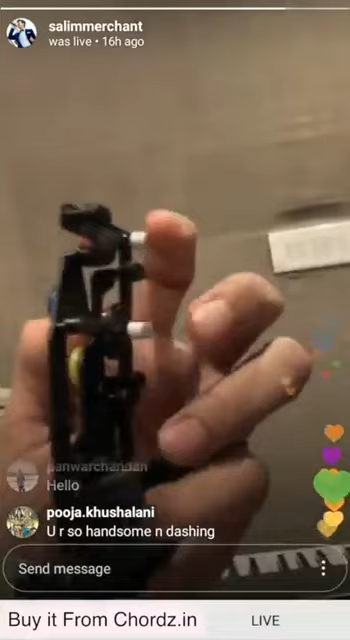 salimmerchant
was live • 16h ago
panwarchandan
Hello
pooja.khushalani
U r so handsome n dashing
Send message
Buy it From Chordz.in
LIVE